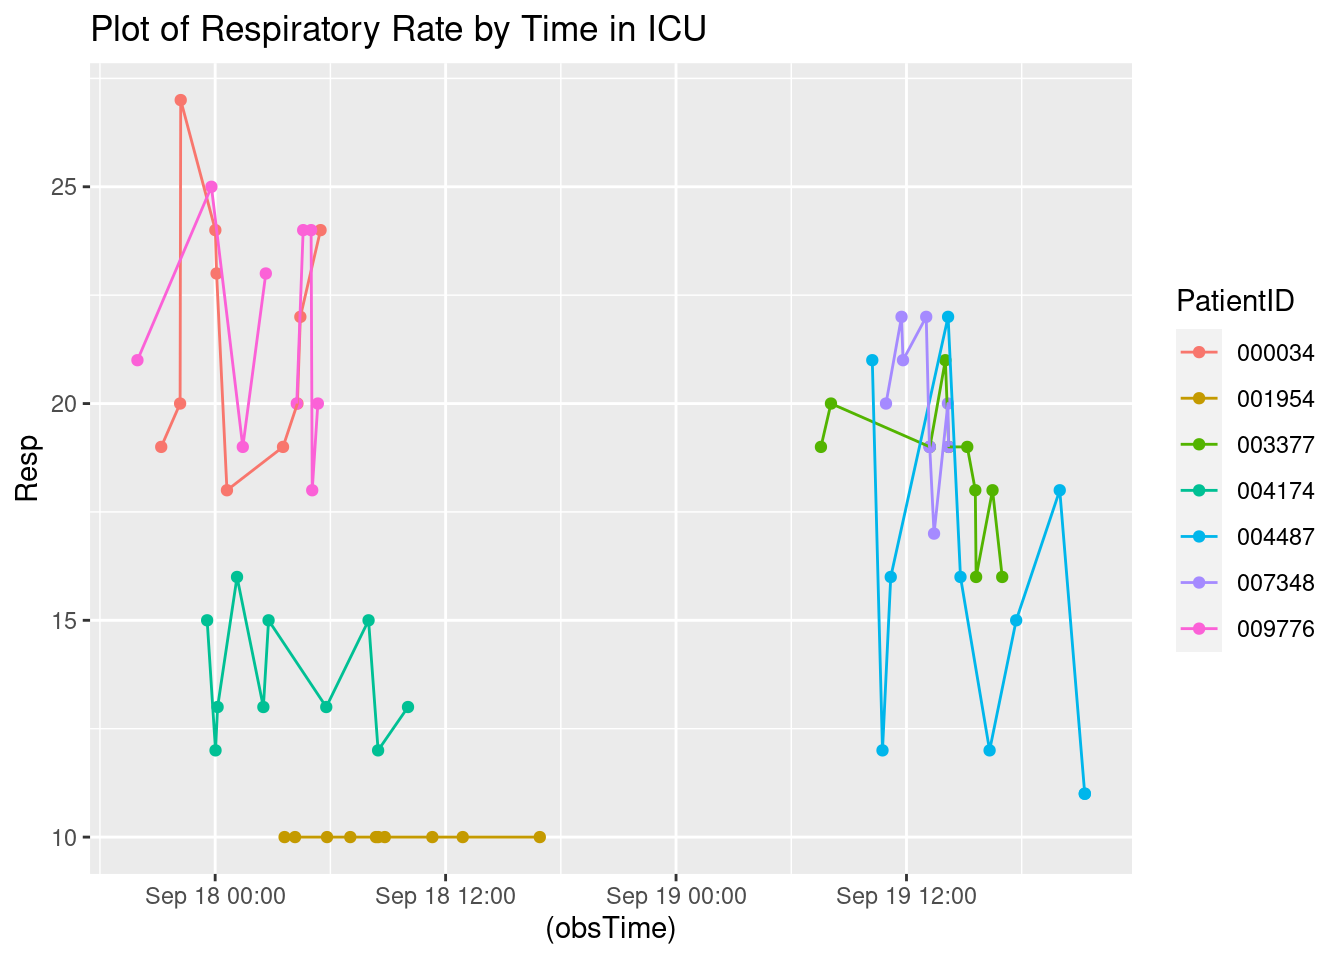 Plot of Respiratory Rate by Time in ICU
Resp
25
20
15
10
Sep 18 00:00
Sep 18 12:00
Sep 19 00:00
Sep 19 12:00
(obsTime)
PatientID
000034
001954
003377
004174
004487
007348
009776